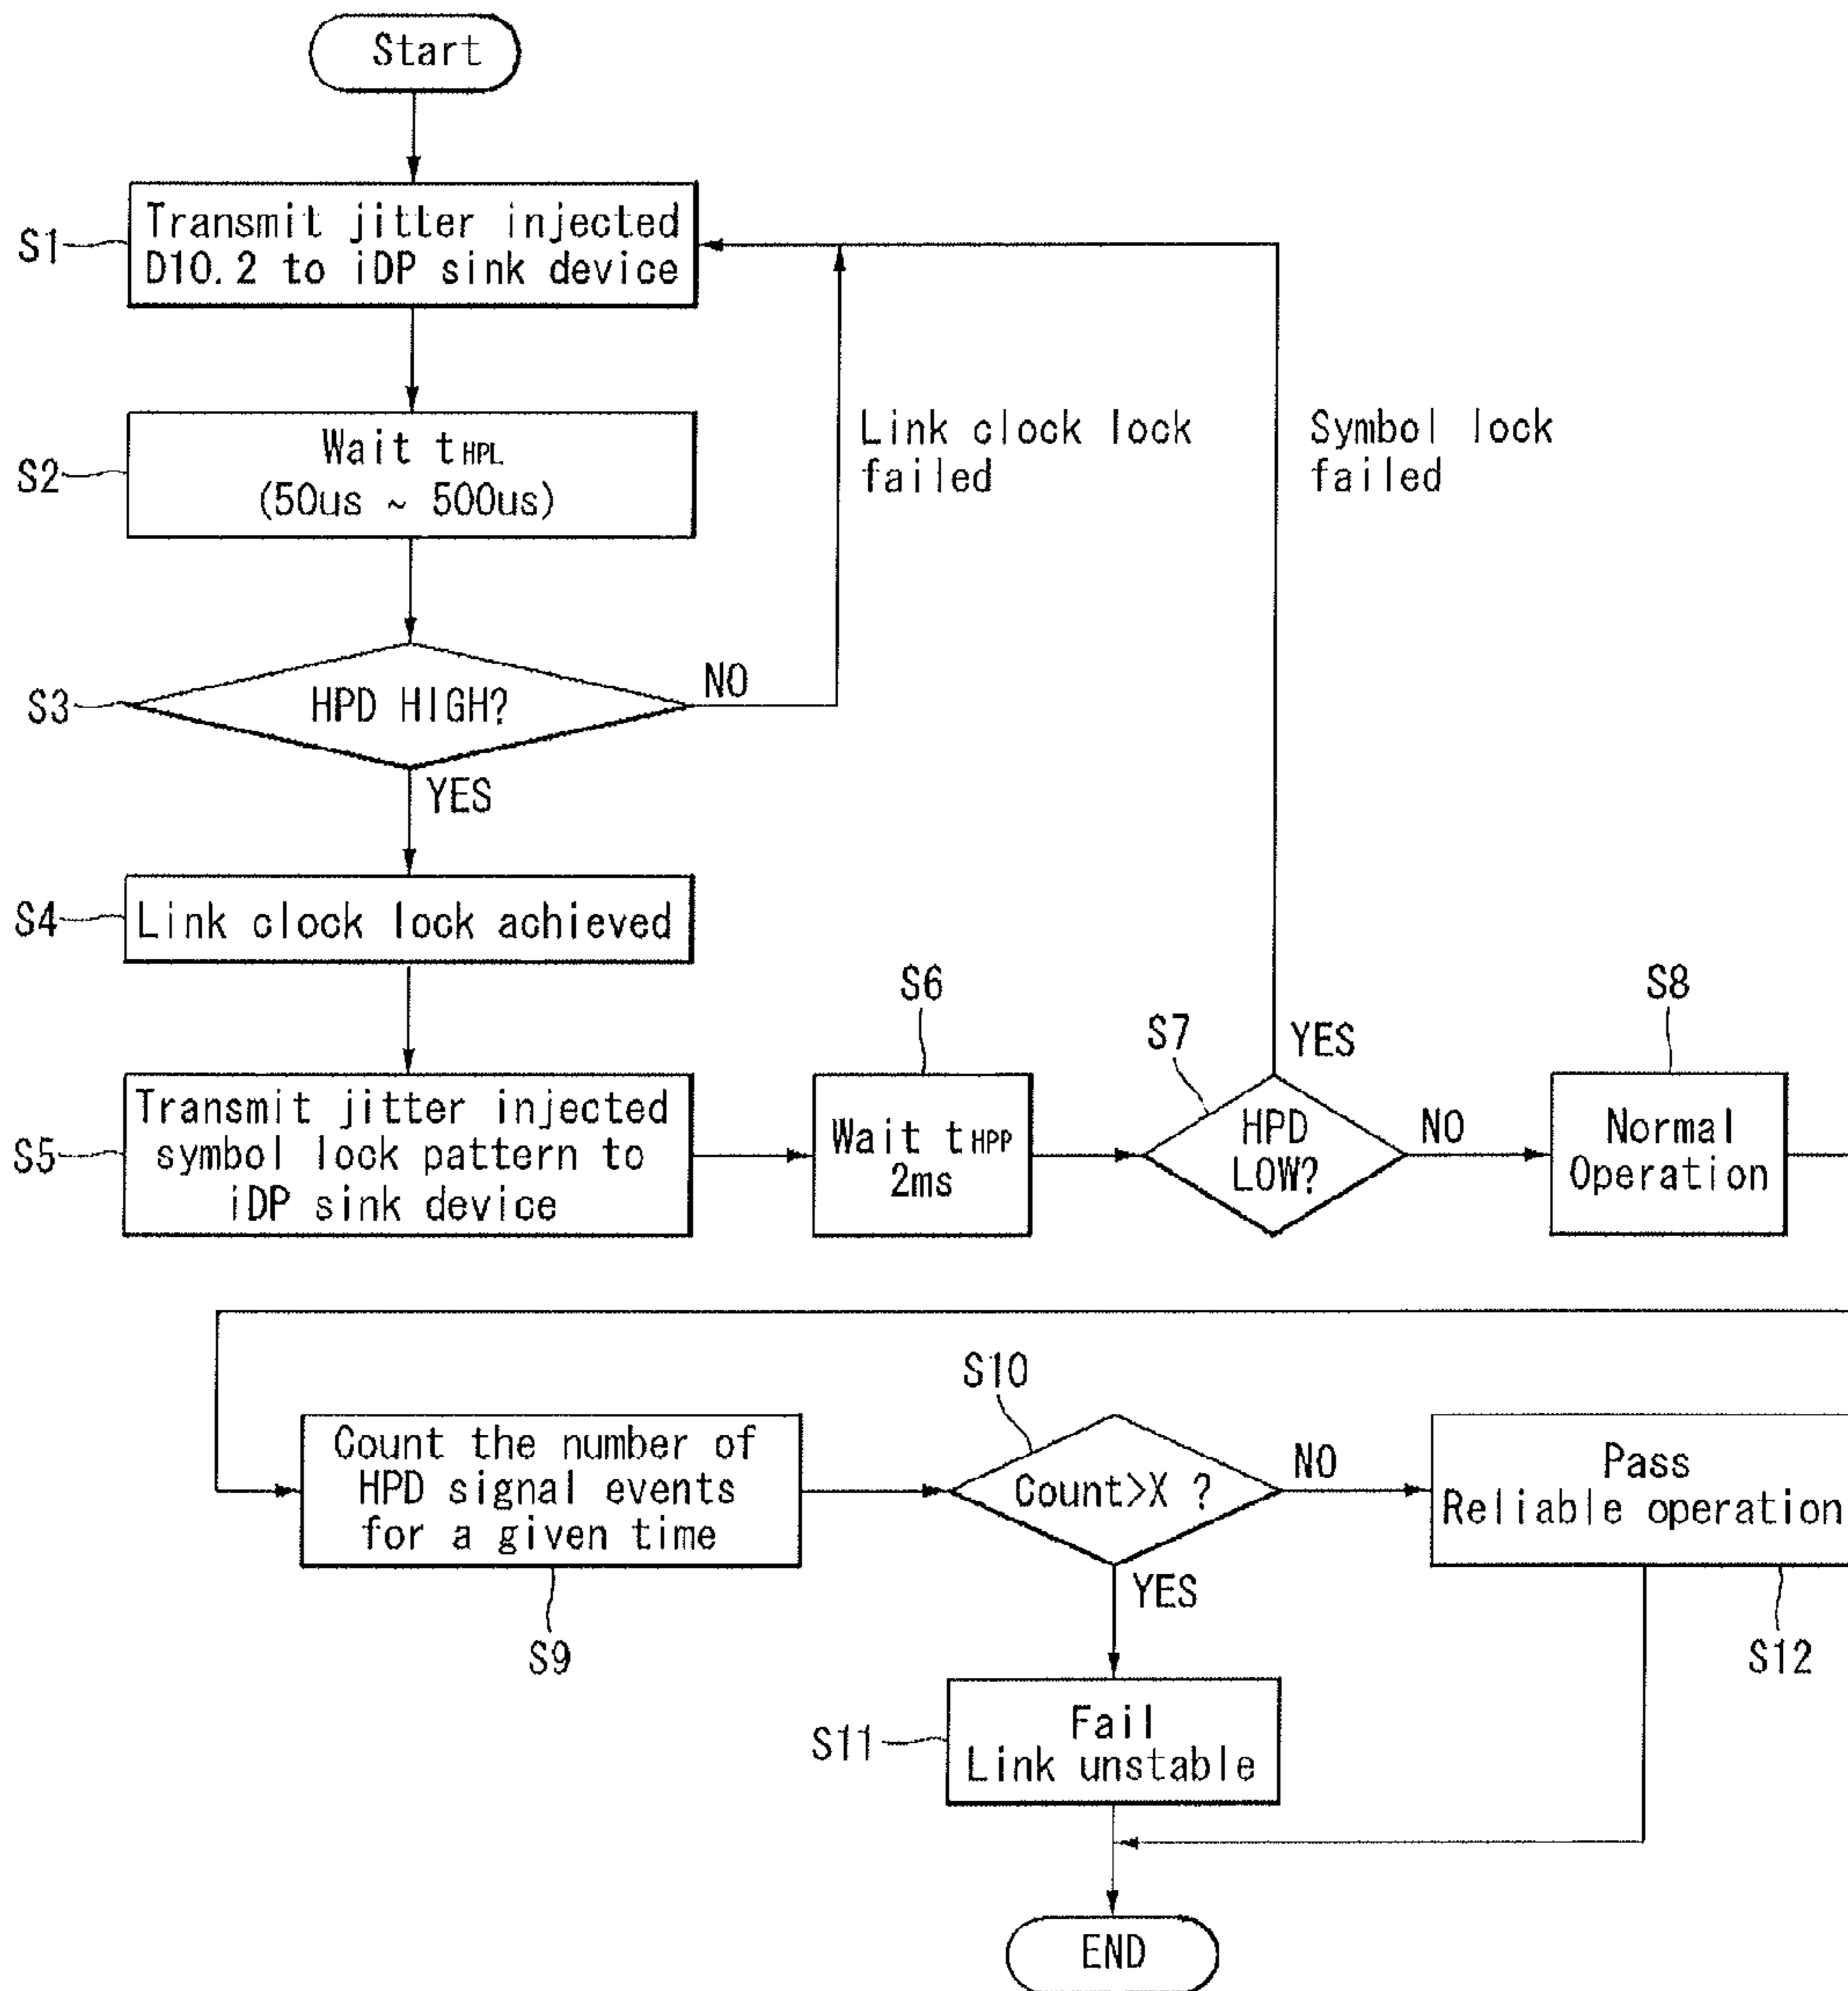 Start
S1
Transmit jitter injected
D10.2 to iDP sink device
S2
Wait tHPL
(50us ~ 500us)
Link clock lock
failed
Symbol lock
failed
S3
HPD HIGH?
NO
YES
S4
Link clock lock achieved
S5
Transmit jitter injected
symbol lock pattern to
iDP sink device
S6
Wait tHPP
2ms
S7
HPD
LOW?
YES
NO
S8
Normal
Operation
Count the number of
HPD signal events
for a given time
S9
S10
Count>X ?
NO
YES
Pass
Reliable operation
S12
S11
Fail
Link unstable
END